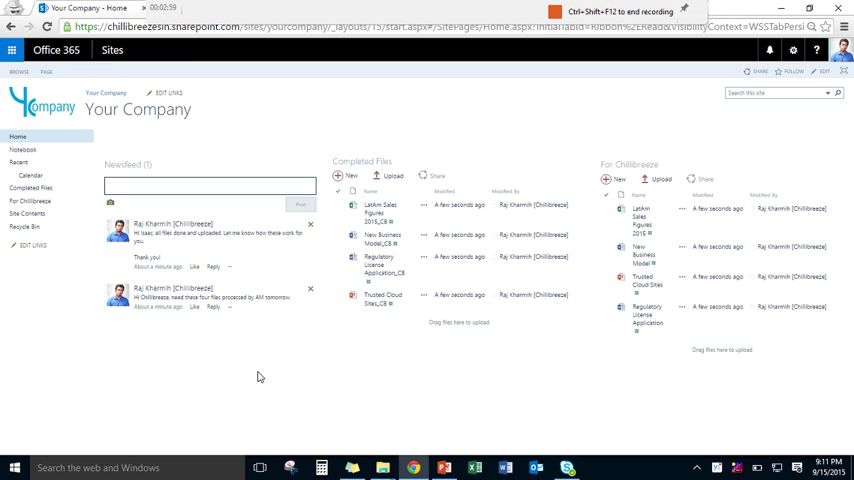 Your Company - Home
00:02:59
Ctrl+Shift+F12 to end recording
https://chillibreezesin.sharepoint.com/sites/yourcompany/_layouts/15/start.aspx#/SitePages/Home.aspx?InitialTabId=Ribbon%2ERead&VisibilityContext=WSSTabPersi
Office 365 Sites
BROWSE PAGE
SHARE FOLLOW EDIT
Your Company EDIT LINKS
Your Company
Company
Search this site
Home
Notebook
Recent
Calendar
Completed Files
For Chillibreeze
Site Contents
Recycle Bin
EDIT LINKS
Newsfeed (1)
Post
Raj Kharmih [Chillibreeze]
Hi Isaac, all files done and uploaded. Let me know how these work for
you.
Thank you!
About a minute ago Like Reply ···
Raj Kharmih [Chillibreeze]
Hi Chillibreeze, need these four files processed by AM tomorrow.
About a minute ago Like Reply ···
Completed Files
New Upload Share
Name Modified Modified By
LatAm Sales
Figures
2015_CB
··· A few seconds ago Raj Kharmih [Chillibreeze]
New Business
Model_CB
··· A few seconds ago Raj Kharmih [Chillibreeze]
Regulatory
License
Application_CB
··· A few seconds ago Raj Kharmih [Chillibreeze]
Trusted Cloud
Sites_CB
··· A few seconds ago Raj Kharmih [Chillibreeze]
Drag files here to upload
For Chillibreeze
New Upload Share
Name Modified Modified By
LatAm
Sales
Figures
2015
··· A few seconds ago Raj Kharmih [Chillibreeze]
New
Business
Model
··· A few seconds ago Raj Kharmih [Chillibreeze]
Trusted
Cloud Sites
··· A few seconds ago Raj Kharmih [Chillibreeze]
Regulatory
License
Application
··· A few seconds ago Raj Kharmih [Chillibreeze]
Drag files here to upload
Search the web and Windows
9:11 PM
9/15/2015